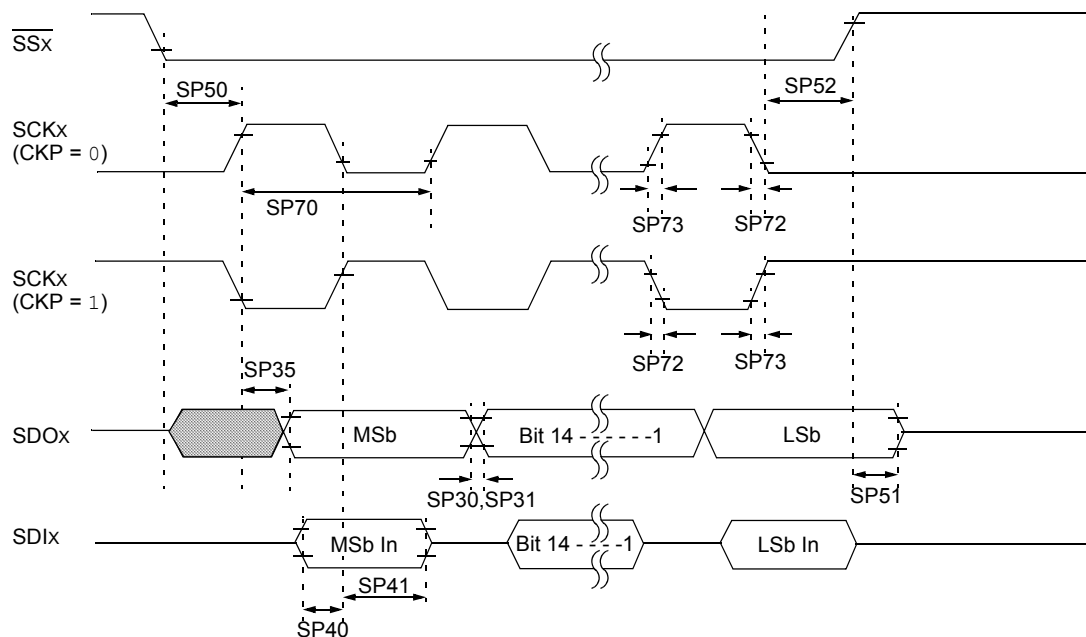 SSx
SP50
SP52
SCKx
(CKP = 0)
SP70
SP73
SP72
SCKx
(CKP = 1)
SP35
SP72
SP73
SDOx
MSb
Bit 14 - - - - - -1
LSb
SP30,SP31
SP51
SDIx
MSb In
Bit 14 - - - -1
LSb In
SP41
SP40